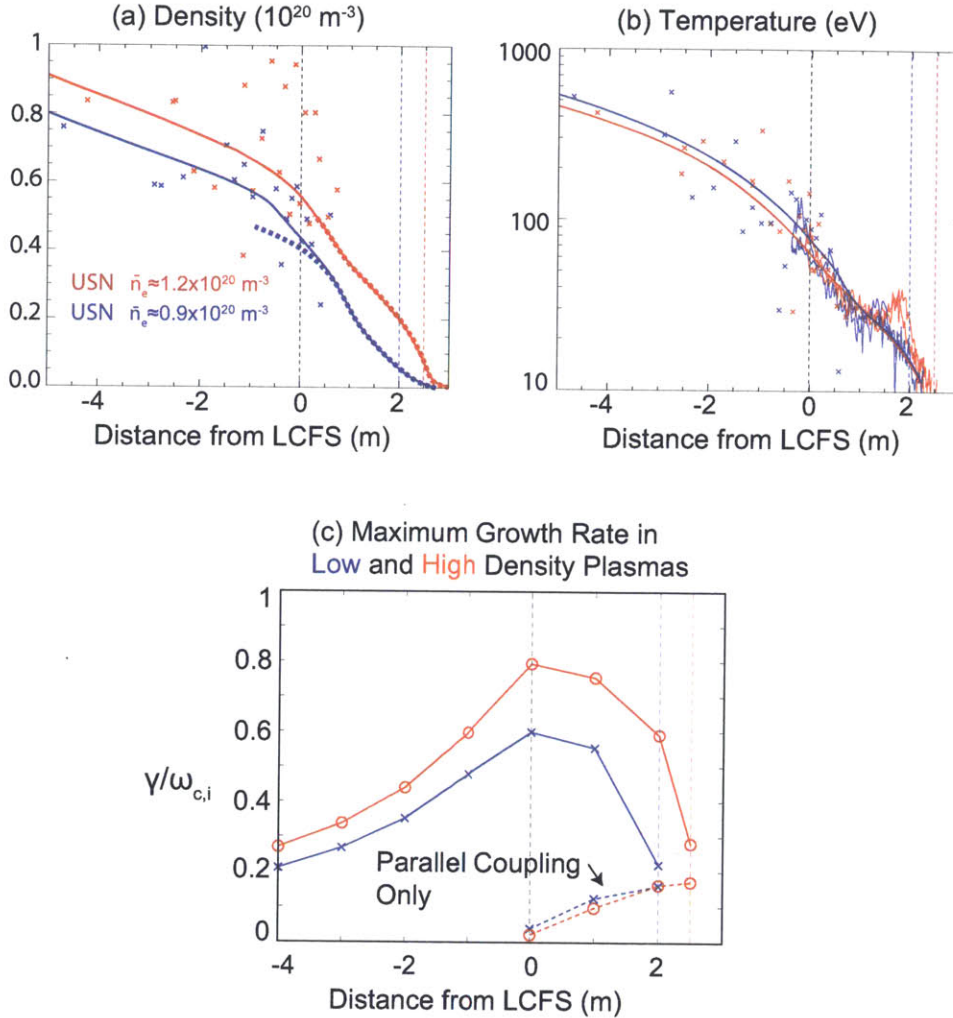 (a) Density (10²⁰ m⁻³)
1
0.8
0.6
0.4
0.2
0.0
USN n̄ₑ≈1.2x10²⁰ m⁻³
USN n̄ₑ≈0.9x10²⁰ m⁻³
-4 -2 0 2
Distance from LCFS (m)
(b) Temperature (eV)
1000
100
10
-4 -2 0 2
Distance from LCFS (m)
(c) Maximum Growth Rate in
Low and High Density Plasmas
1
0.8
0.6
γ/ω_c,i
0.4
0.2
0
Parallel Coupling
Only
-4 -2 0 2
Distance from LCFS (m)